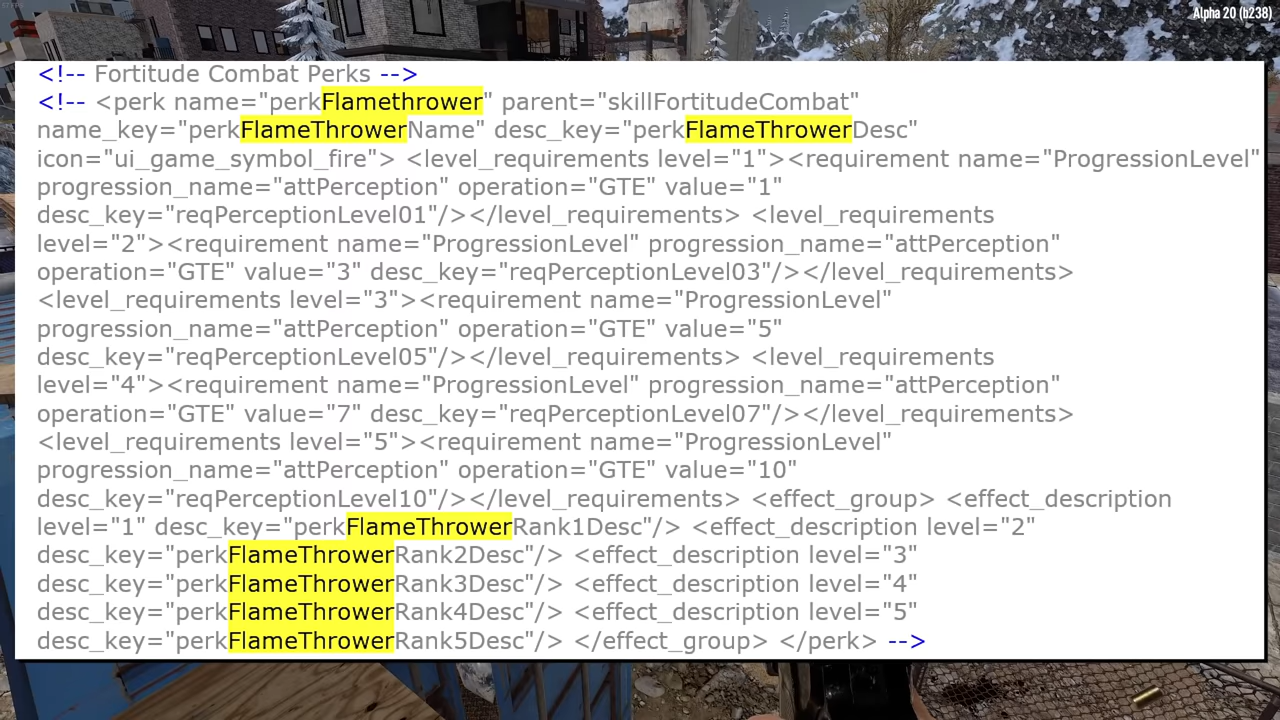 Alpha 20 (b238)
<!-- Fortitude Combat Perks -->
<!-- <perk name="perkFlamethrower" parent="skillFortitudeCombat"
name_key="perkFlameThrowerName" desc_key="perkFlameThrowerDesc"
icon="ui_game_symbol_fire"> <level_requirements level="1"><requirement name="ProgressionLevel"
progression_name="attPerception" operation="GTE" value="1"
desc_key="reqPerceptionLevel01"/></level_requirements> <level_requirements
level="2"><requirement name="ProgressionLevel" progression_name="attPerception"
operation="GTE" value="3" desc_key="reqPerceptionLevel03"/></level_requirements>
<level_requirements level="3"><requirement name="ProgressionLevel"
progression_name="attPerception" operation="GTE" value="5"
desc_key="reqPerceptionLevel05"/></level_requirements> <level_requirements
level="4"><requirement name="ProgressionLevel" progression_name="attPerception"
operation="GTE" value="7" desc_key="reqPerceptionLevel07"/></level_requirements>
<level_requirements level="5"><requirement name="ProgressionLevel"
progression_name="attPerception" operation="GTE" value="10"
desc_key="reqPerceptionLevel10"/></level_requirements> <effect_group> <effect_description
level="1" desc_key="perkFlameThrowerRank1Desc"/> <effect_description level="2"
desc_key="perkFlameThrowerRank2Desc"/> <effect_description level="3"
desc_key="perkFlameThrowerRank3Desc"/> <effect_description level="4"
desc_key="perkFlameThrowerRank4Desc"/> <effect_description level="5"
desc_key="perkFlameThrowerRank5Desc"/> </effect_group> </perk> -->